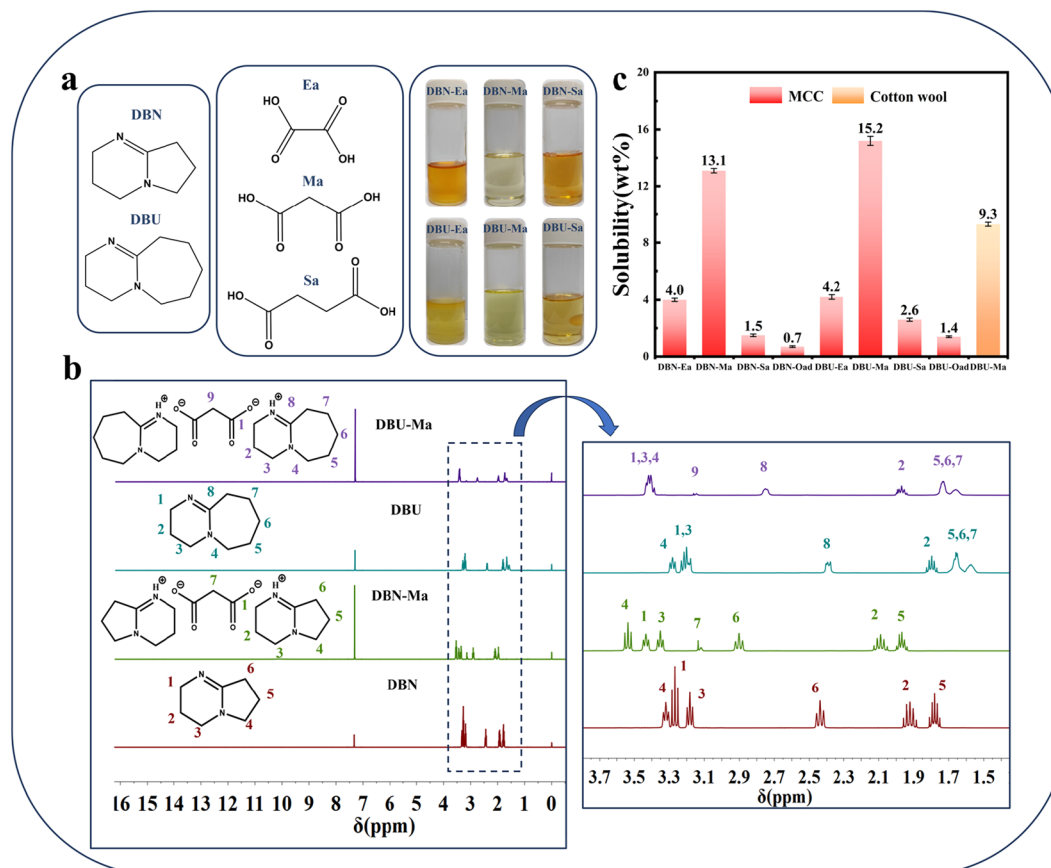 a
DBN
N
N
DBU
N
N
Ea
HO
O
O
OH
Ma
HO
OH
O
O
Sa
O
HO
OH
O
DBN-Ea
DBN-Ma
DBN-Sa
DBU-Ea
DBU-Ma
DBU-Sa
c
Solubility(wt%)
20
16
12
8
4
0
MCC
Cotton wool
4.0
13.1
1.5
0.7
4.2
15.2
2.6
1.4
9.3
DBN-Ea DBN-Ma DBN-Sa DBN-Oad DBU-Ea DBU-Ma DBU-Sa DBU-Oad DBU-Ma
b
H
N
⊕
N
9
⊖
O
O
⊖
O
O
1
H
N
⊕
N
8
7
6
5
4
3
2
DBU-Ma
N
N
1
2
3
4
5
6
7
8
DBU
H
N
⊕
N
7
⊖
O
O
⊖
O
O
1
H
N
⊕
N
6
5
4
3
2
DBN-Ma
N
N
1
2
3
4
5
6
DBN
16 15 14 13 12 11 10 9 8 7 6 5 4 3 2 1 0
δ(ppm)
1,3,4
9
8
2
5,6,7
4
1,3
8
2
5,6,7
4
1
3
7
6
2
5
4
1
3
6
2
5
3.7 3.5 3.3 3.1 2.9 2.7 2.5 2.3 2.1 1.9 1.7 1.5
δ(ppm)